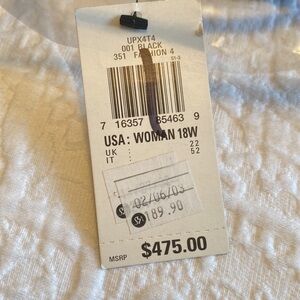 UPX4T4
001 BLACK
351 FASHION 4
7 16357 85463 9
USA: WOMAN 18W
UK : 22
IT : 52
02/06/03
189.90
MSRP $475.00